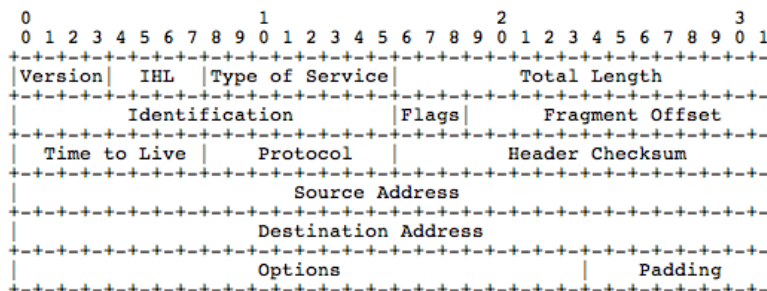 0 1 2 3
0 1 2 3 4 5 6 7 8 9 0 1 2 3 4 5 6 7 8 9 0 1 2 3 4 5 6 7 8 9 0 1
+-+-+-+-+-+-+-+-+-+-+-+-+-+-+-+-+-+-+-+-+-+-+-+-+-+-+-+-+-+-+-+-
|Version| IHL |Type of Service| Total Length
+-+-+-+-+-+-+-+-+-+-+-+-+-+-+-+-+-+-+-+-+-+-+-+-+-+-+-+-+-+-+-+-
| Identification |Flags| Fragment Offset
+-+-+-+-+-+-+-+-+-+-+-+-+-+-+-+-+-+-+-+-+-+-+-+-+-+-+-+-+-+-+-+-
| Time to Live | Protocol | Header Checksum
+-+-+-+-+-+-+-+-+-+-+-+-+-+-+-+-+-+-+-+-+-+-+-+-+-+-+-+-+-+-+-+-
| Source Address
+-+-+-+-+-+-+-+-+-+-+-+-+-+-+-+-+-+-+-+-+-+-+-+-+-+-+-+-+-+-+-+-
| Destination Address
+-+-+-+-+-+-+-+-+-+-+-+-+-+-+-+-+-+-+-+-+-+-+-+-+-+-+-+-+-+-+-+-
| Options | Padding
+-+-+-+-+-+-+-+-+-+-+-+-+-+-+-+-+-+-+-+-+-+-+-+-+-+-+-+-+-+-+-+-